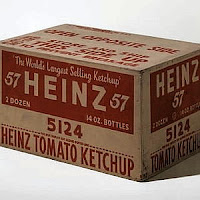 OPEN OPPOSITE SIDE
The World's Largest
Selling Ketchup
57 HEINZ 57
2 DOZEN 14 OZ. BOTTLES
5124
HEINZ TOMATO KETCHUP
HEINZ
57
5124
HEINZ
TOMATO KETCHUP